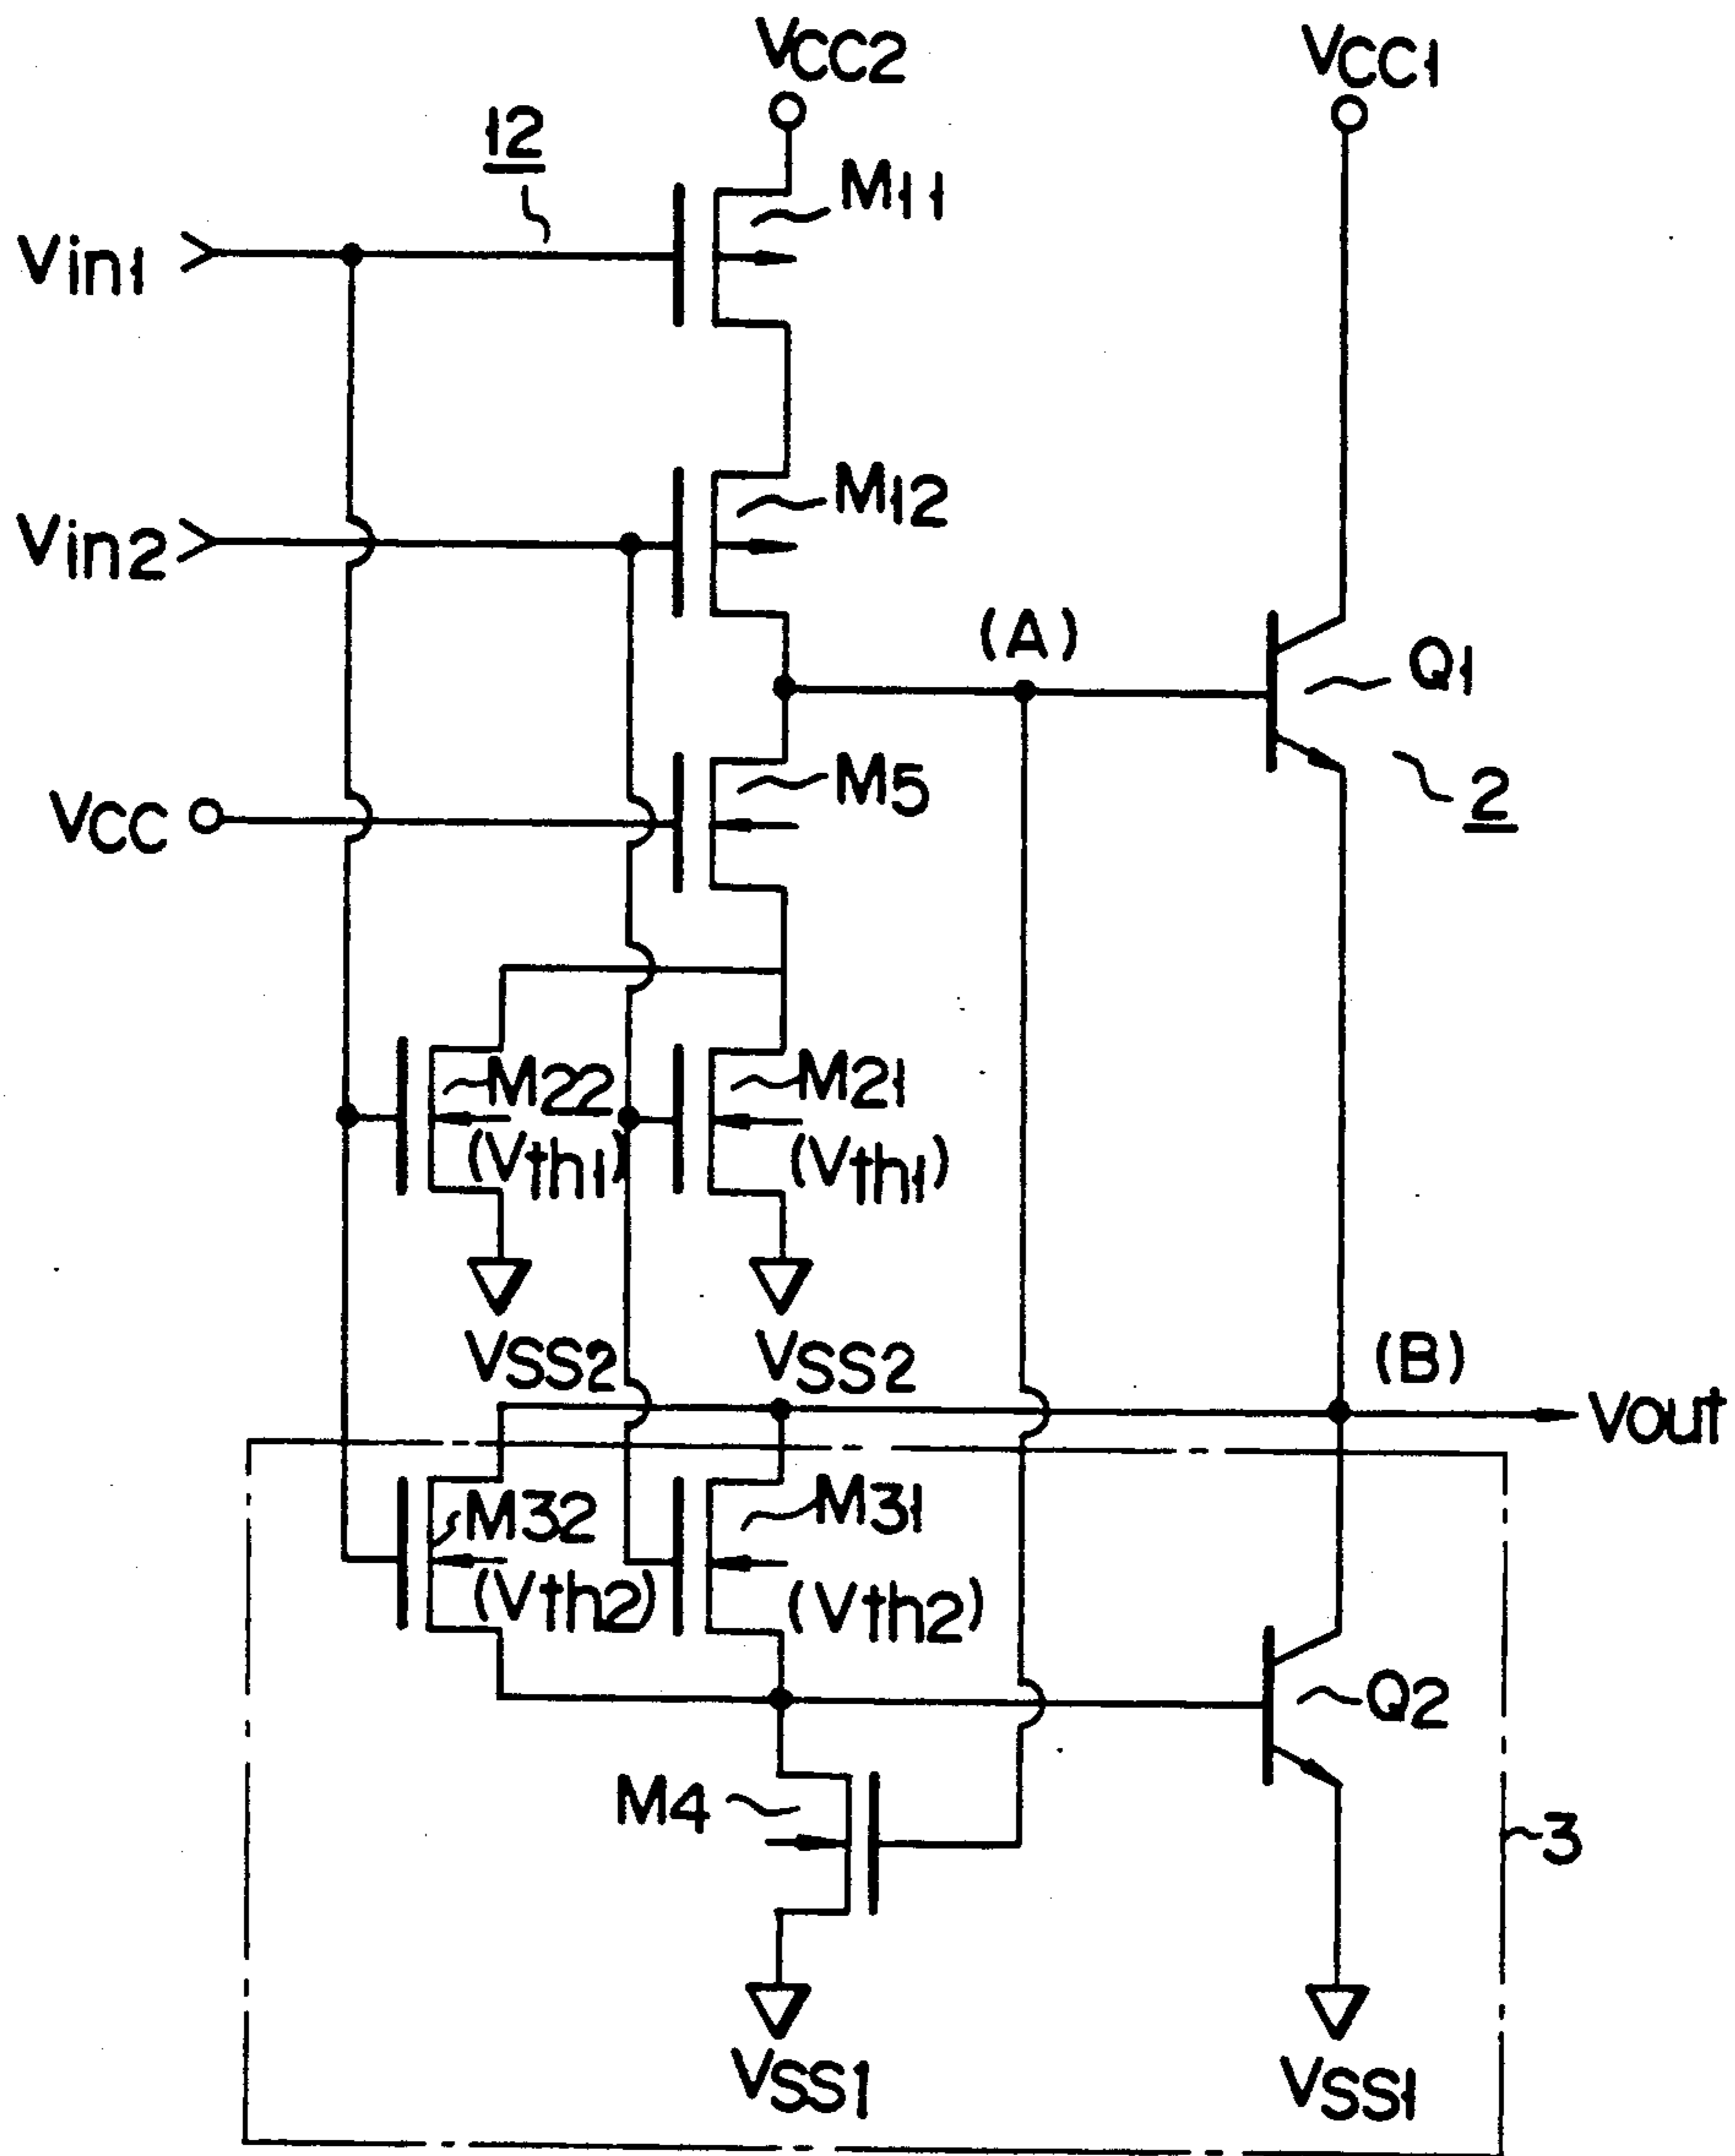 VCC2
VCC1
12
M11
Vin1
M12
Vin2
(A)
Q1
M5
2
VCC
M22
M21
(Vth1)
(Vth1)
VSS2
VSS2
(B)
Vout
M32
M31
(Vth2)
(Vth2)
Q2
M4
3
VSS1
VSS1